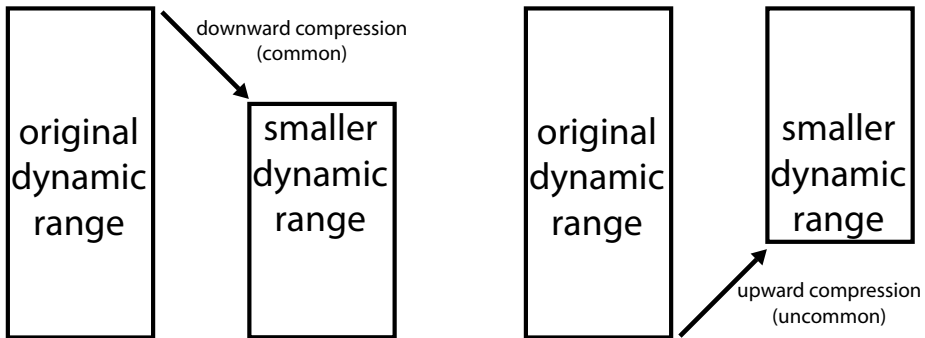 original
dynamic
range
downward compression
(common)
smaller
dynamic
range
original
dynamic
range
smaller
dynamic
range
upward compression
(uncommon)